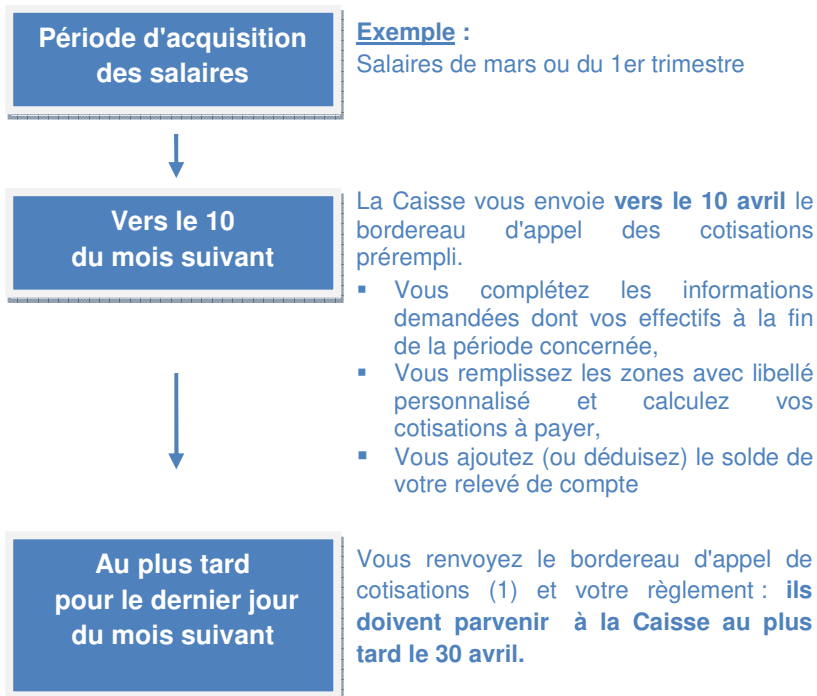 Période d'acquisition
des salaires
Exemple :
Salaires de mars ou du 1er trimestre
Vers le 10
du mois suivant
La Caisse vous envoie vers le 10 avril le
bordereau d'appel des cotisations
prérempli.
▪ Vous complétez les informations
demandées dont vos effectifs à la fin
de la période concernée,
▪ Vous remplissez les zones avec libellé
personnalisé et calculez vos
cotisations à payer,
▪ Vous ajoutez (ou déduisez) le solde de
votre relevé de compte
Au plus tard
pour le dernier jour
du mois suivant
Vous renvoyez le bordereau d'appel de
cotisations (1) et votre règlement : ils
doivent parvenir à la Caisse au plus
tard le 30 avril.